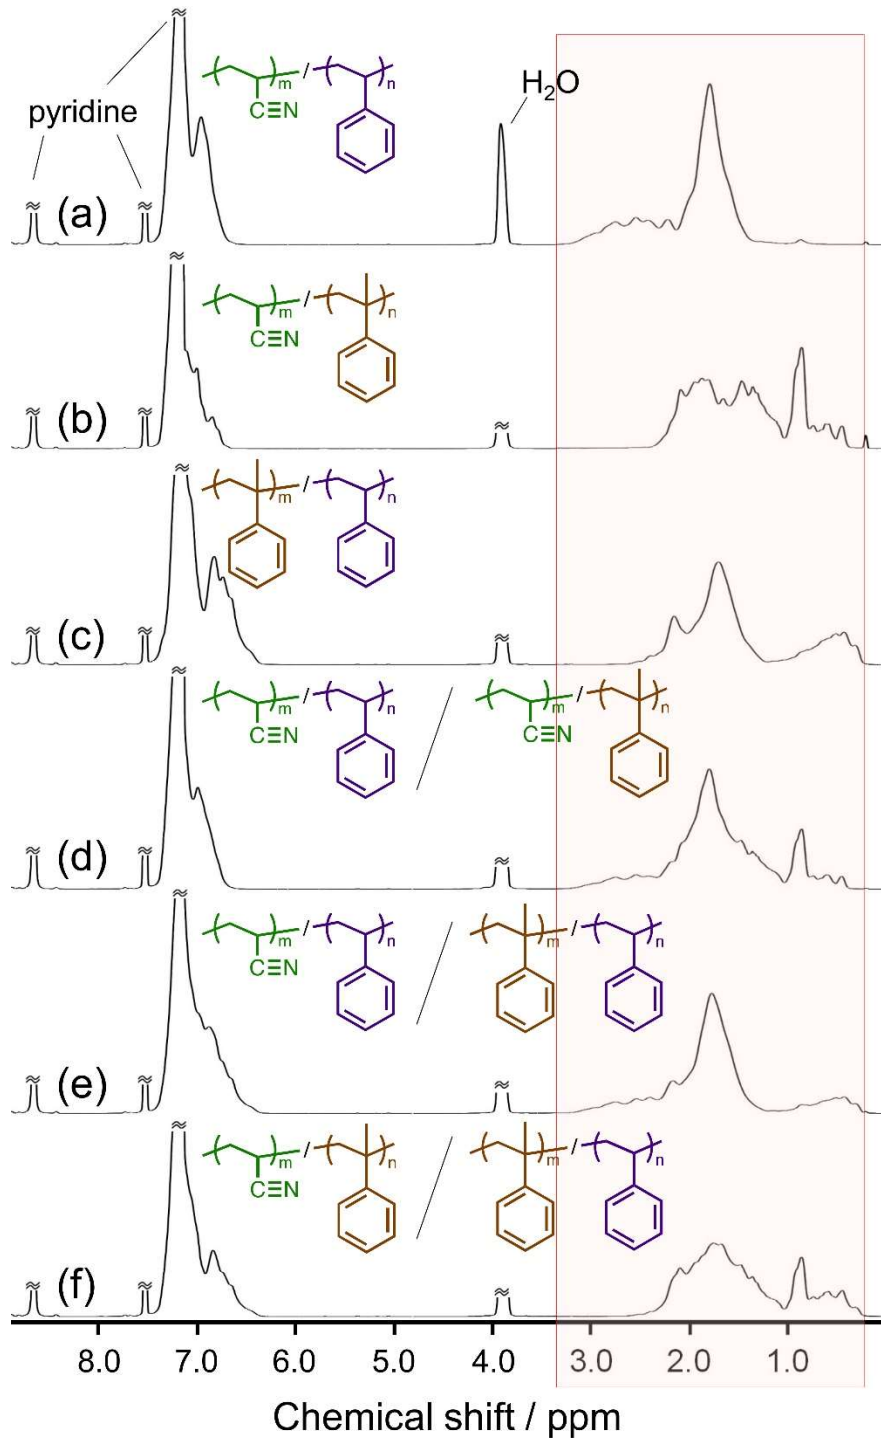 pyridine
H₂O
m / n
C≡N
(a)
m / n
C≡N
(b)
m / n
(c)
m / n / m / n
C≡N C≡N
(d)
m / n / m / n
C≡N
(e)
m / n / m / n
C≡N
(f)
8.0 7.0 6.0 5.0 4.0 3.0 2.0 1.0
Chemical shift / ppm